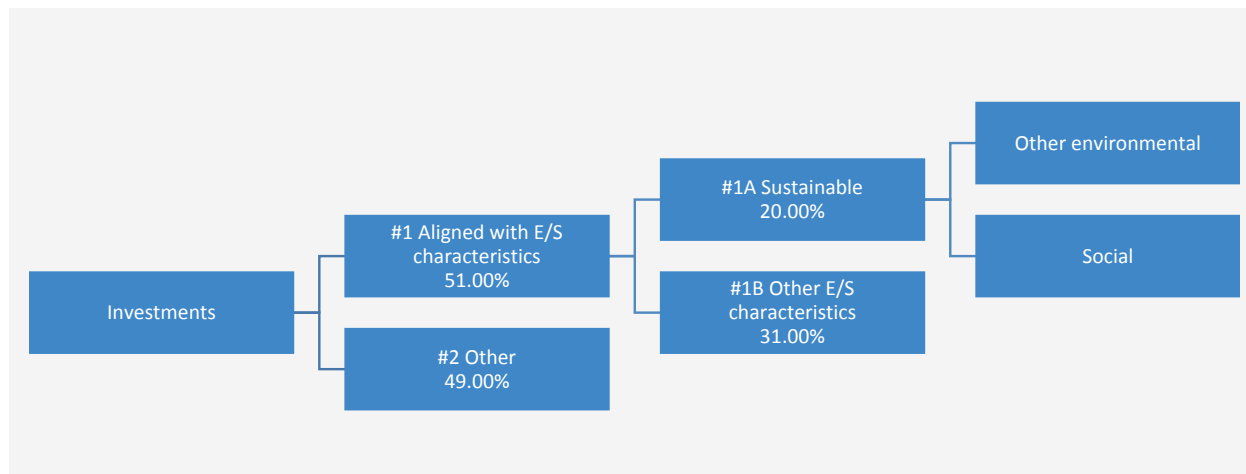 Investments
#1 Aligned with E/S
characteristics
51.00%
#2 Other
49.00%
#1A Sustainable
20.00%
#1B Other E/S
characteristics
31.00%
Other environmental
Social